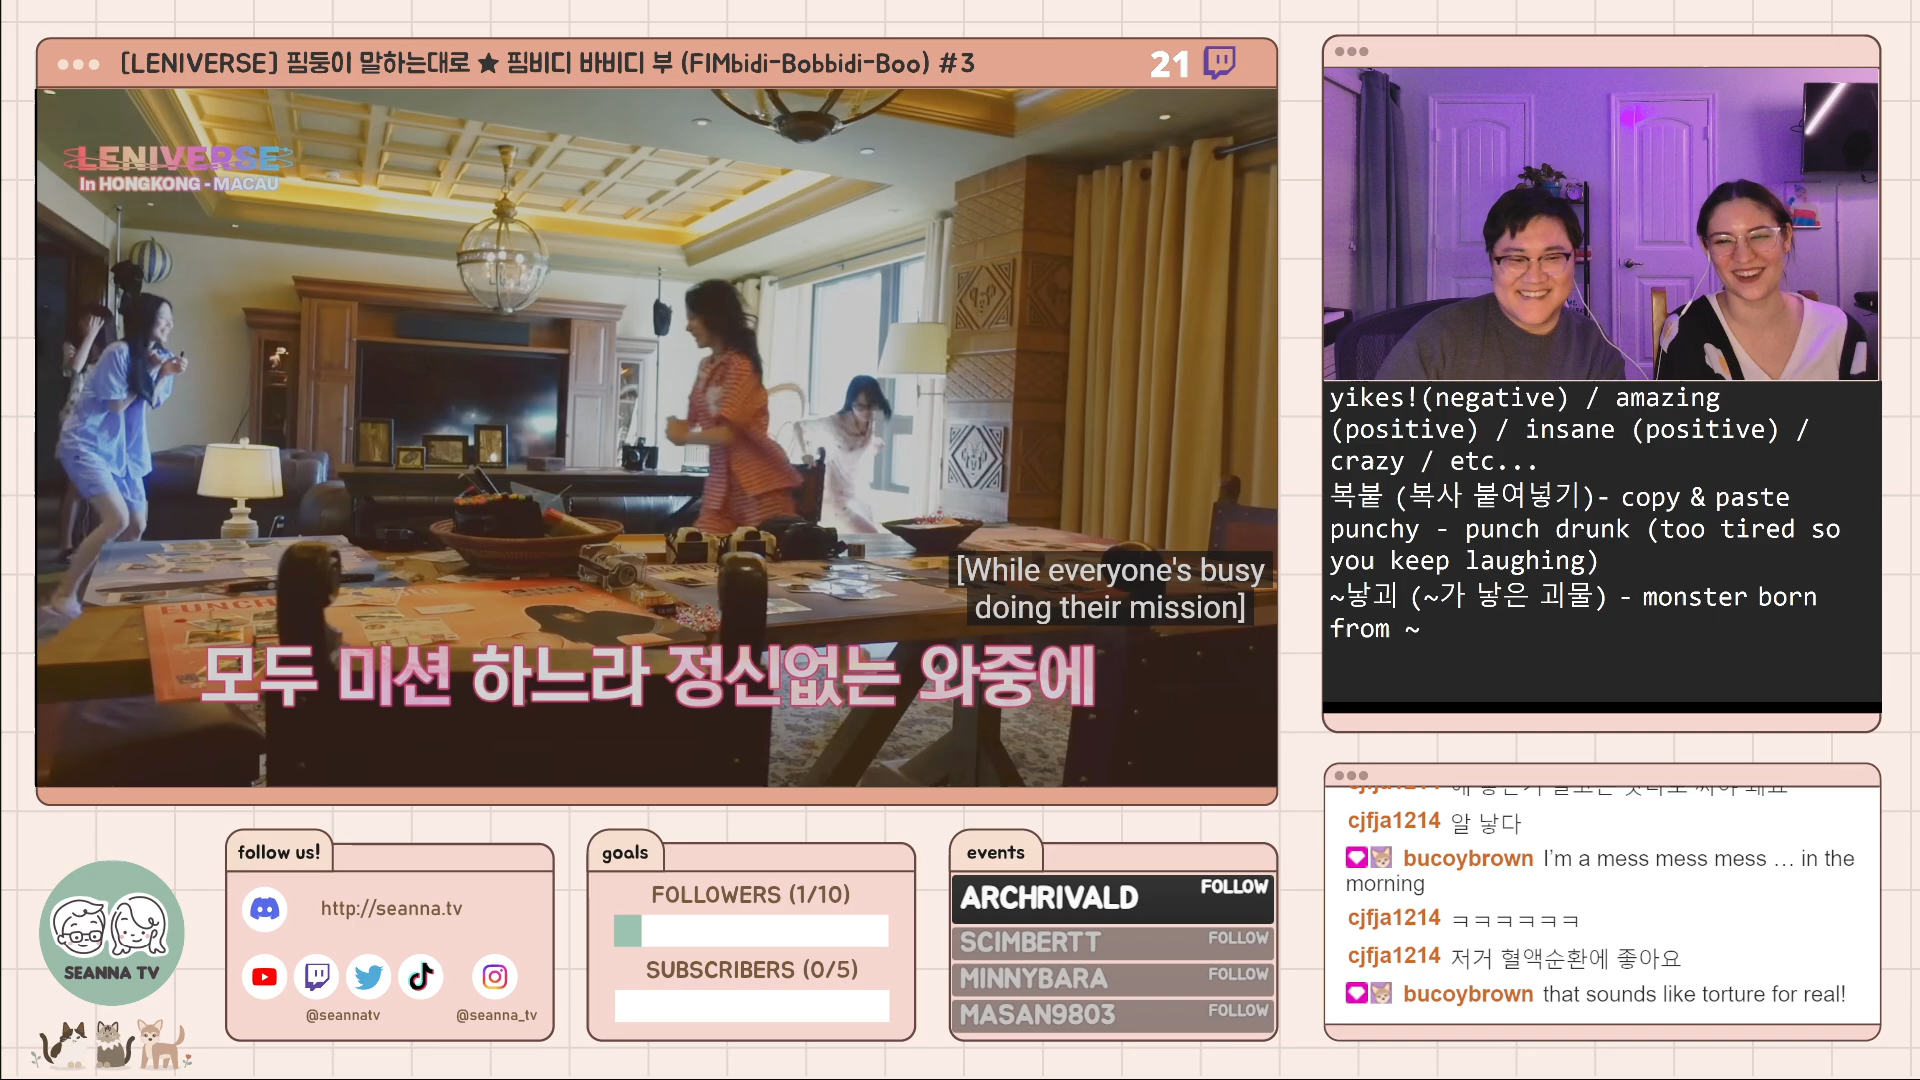 [LENIVERSE] 핌둥이 말하는대로 ★ 핌비디 바비디 부 (FIMbidi-Bobbidi-Boo) #3
21
LENIVERSE
In HONGKONG - MACAU
EUNCH
[While everyone's busy
doing their mission]
모두 미션 하느라 정신없는 와중에
yikes!(negative) / amazing
(positive) / insane (positive) /
crazy / etc...
복붙 (복사 붙여넣기)- copy & paste
punchy - punch drunk (too tired so
you keep laughing)
~낳괴 (~가 낳은 괴물) - monster born
from ~
cjfja1214 알 낳다
bucoybrown I'm a mess mess mess … in the
morning
cjfja1214 ㅋㅋㅋㅋㅋㅋ
cjfja1214 저거 혈액순환에 좋아요
bucoybrown that sounds like torture for real!
SEANNA TV
follow us!
http://seanna.tv
@seannatv
@seanna_tv
goals
FOLLOWERS (1/10)
SUBSCRIBERS (0/5)
events
ARCHRIVALD FOLLOW
SCIMBERTT FOLLOW
MINNYBARA FOLLOW
MASAN9803 FOLLOW